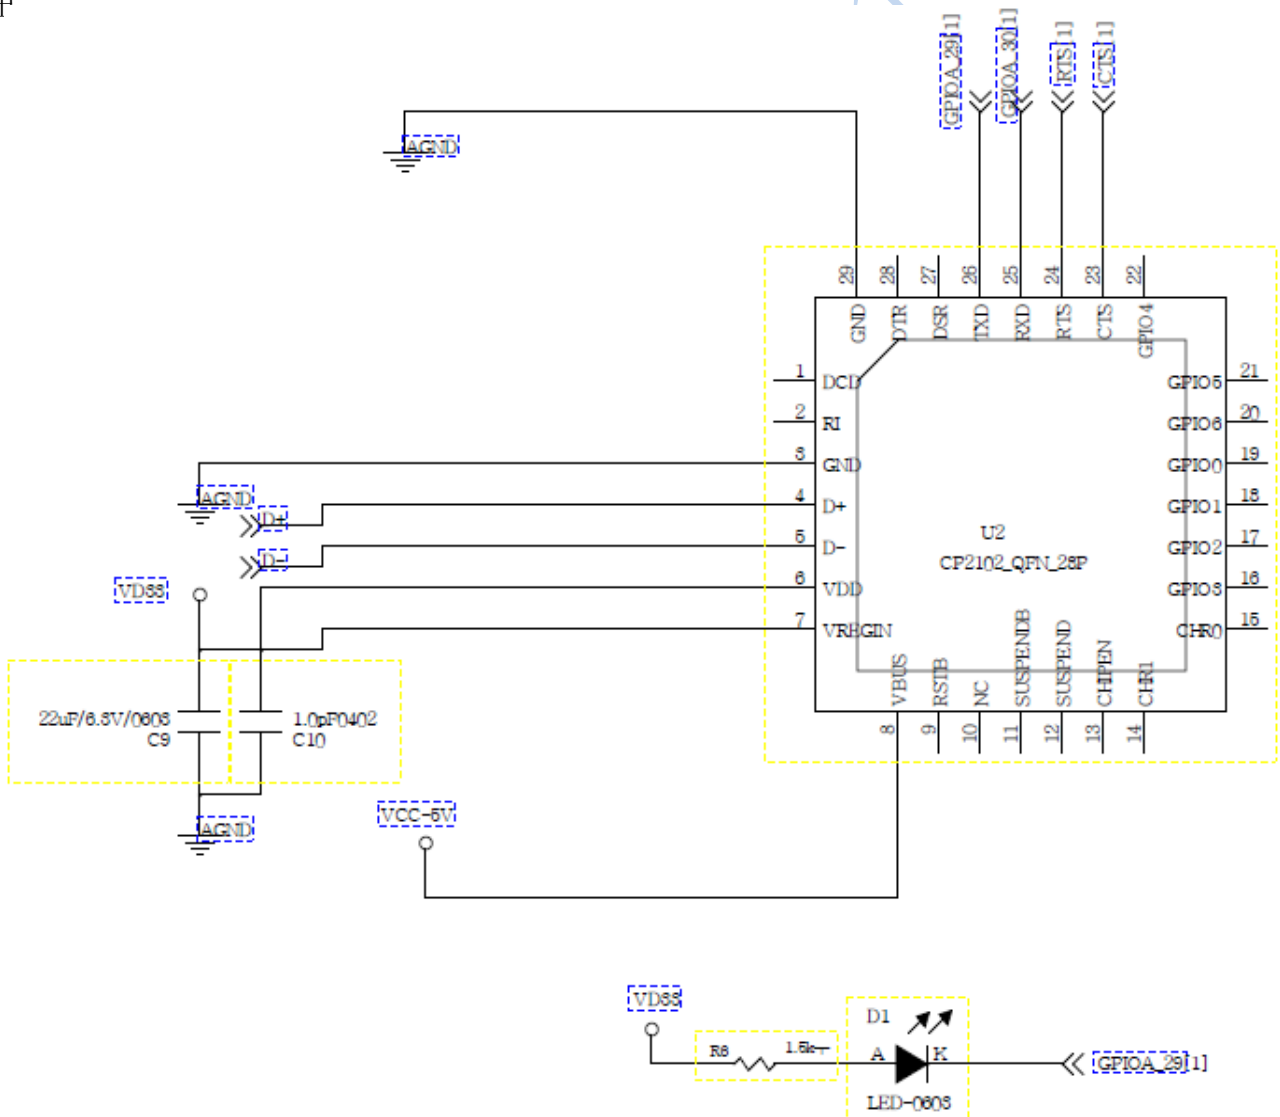 GPIOA_29[1]
GPIOA_30[1]
RTS[1]
CTS[1]
AGND
29
28
27
26
25
24
23
22
GND
DTR
DSR
TXD
RXD
RTS
CTS
GPIO4
1 DCD
2 RI
3 GND
4 D+
5 D-
6 VDD
7 VREGIN
GPIO5 21
GPIO6 20
GPIO0 19
GPIO1 18
GPIO2 17
GPIO3 16
CHR0 15
AGND
D+
D-
VD33
U2
CP2102_QFN_28P
VBUS
RSTB
NC
SUSPENDB
SUSPEND
CHIPEN
CHR1
8
9
10
11
12
13
14
22uF/6.3V/0603
C9
1.0pF0402
C10
AGND
VCC-5V
VD33
R6
1.5k
D1
A
K
LED-0603
GPIOA_29[1]